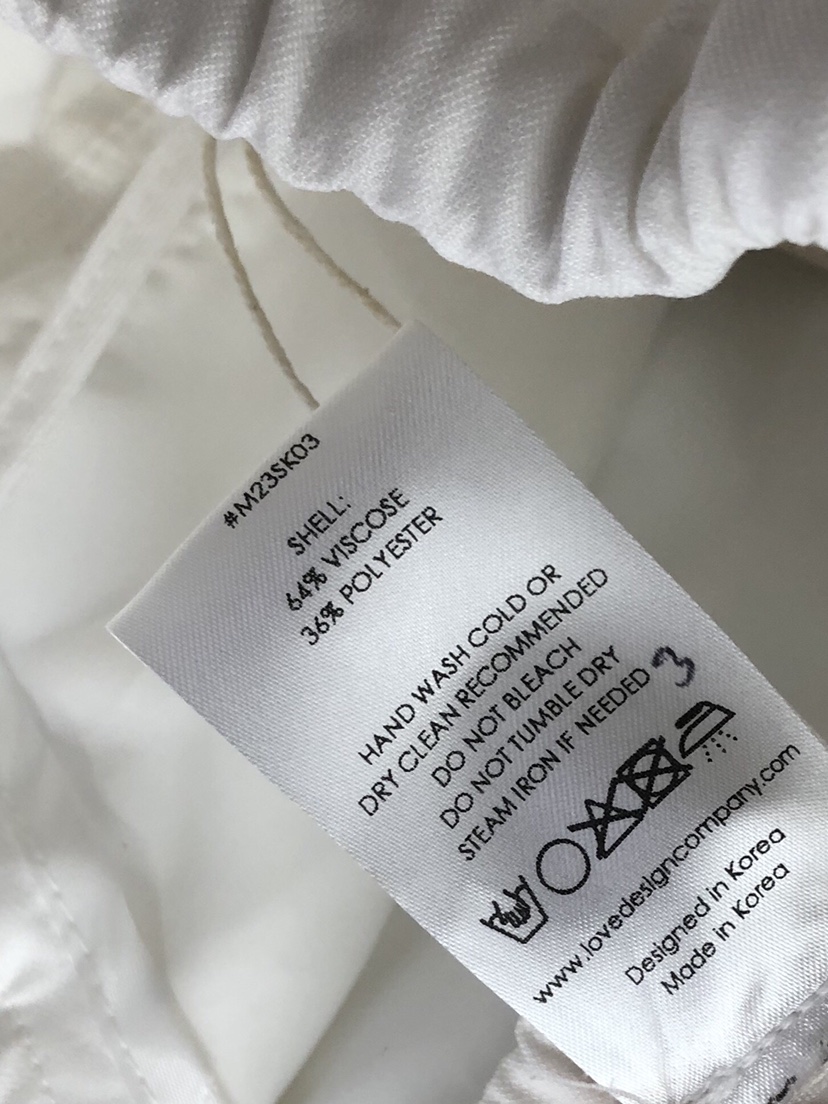 #M23SK03
SHELL:
64% VISCOSE
36% POLYESTER
HAND WASH COLD OR
DRY CLEAN RECOMMENDED
DO NOT BLEACH
DO NOT TUMBLE DRY
STEAM IRON IF NEEDED
3
www.lovedesigncompany.com
Designed in Korea
Made in Korea